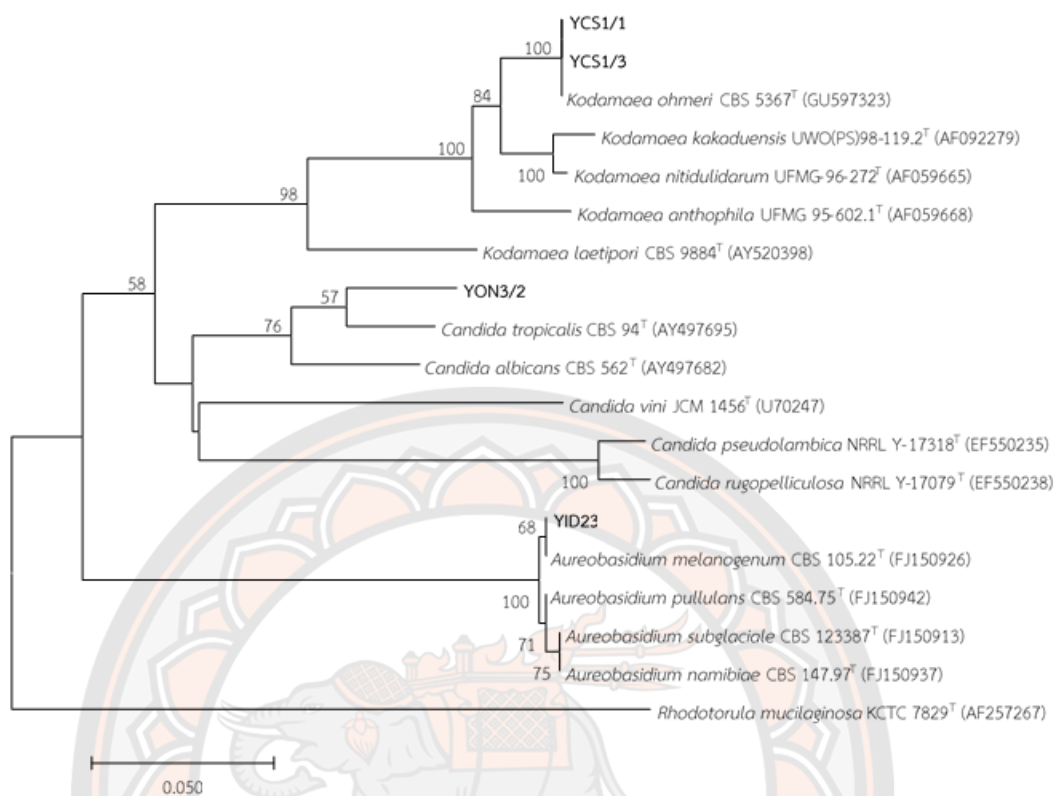 YCS1/1
100
YCS1/3
84
Kodamaea ohmeri CBS 5367ᵀ (GU597323)
Kodamaea kakaduensis UWO(PS)98-119.2ᵀ (AF092279)
100
100
Kodamaea nitidulidarum UFMG-96-272ᵀ (AF059665)
98
Kodamaea anthophila UFMG 95-602.1ᵀ (AF059668)
Kodamaea laetipori CBS 9884ᵀ (AY520398)
58
57
YON3/2
76
Candida tropicalis CBS 94ᵀ (AY497695)
Candida albicans CBS 562ᵀ (AY497682)
Candida vini JCM 1456ᵀ (U70247)
Candida pseudolambica NRRL Y-17318ᵀ (EF550235)
100
Candida rugopelliculosa NRRL Y-17079ᵀ (EF550238)
68
YID23
Aureobasidium melanogenum CBS 105.22ᵀ (FJ150926)
100
Aureobasidium pullulans CBS 584.75ᵀ (FJ150942)
71
Aureobasidium subglaciale CBS 123387ᵀ (FJ150913)
75
Aureobasidium namibiae CBS 147.97ᵀ (FJ150937)
Rhodotorula mucilaginosa KCTC 7829ᵀ (AF257267)
0.050